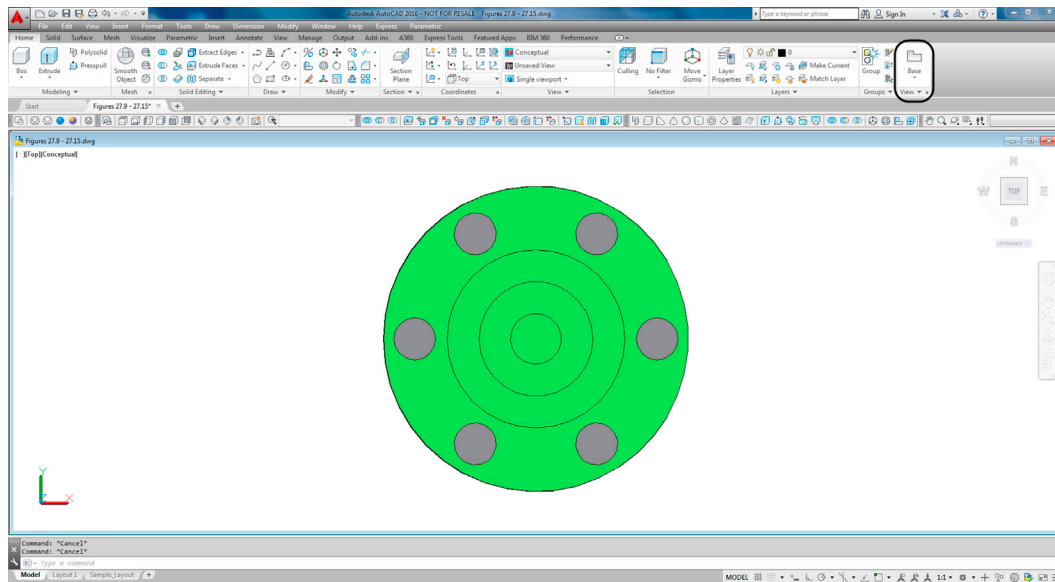 Autodesk AutoCAD 2016 - NOT FOR RESALE Figures 27.9 - 27.15.dwg
Type a keyword or phrase
Sign In
File Edit View Insert Format Tools Draw Dimension Modify Window Help Express Parametric
Home Solid Surface Mesh Visualize Parametric Insert Annotate View Manage Output Add-ins A360 Express Tools Featured Apps BIM 360 Performance
Polysolid
Presspull
Box
Extrude
Smooth
Object
Extract Edges
Extrude Faces
Separate
Section
Plane
Conceptual
Unsaved View
Top
Single viewport
Culling
No Filter
Move
Gizmo
Layer
Properties
0
Make Current
Match Layer
Group
Base
Modeling Mesh Solid Editing Draw Modify Section Coordinates View Selection Layers Groups View
Start
Figures 27.9 - 27.15*
Figures 27.9 - 27.15.dwg
[-][Top][Conceptual]
N
W
TOP
E
S
Unnamed
Y
X
Command: *Cancel*
Command: *Cancel*
Type a command
Model Layout1 Sample_Layout +
MODEL
1:1